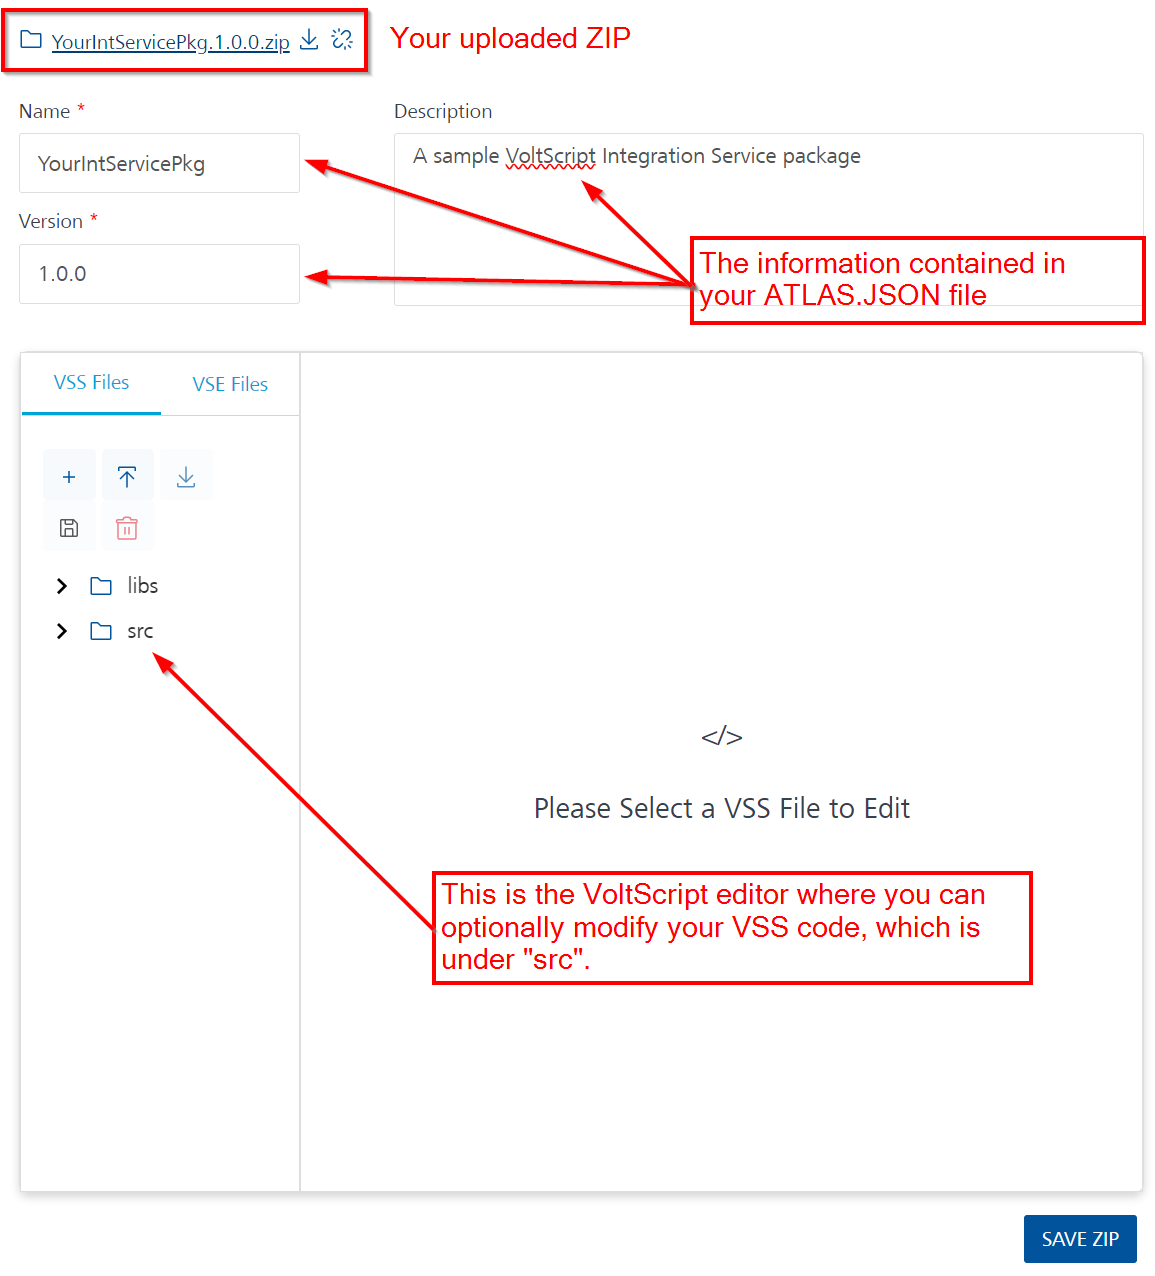 YourIntServicePkg.1.0.0.zip
Your uploaded ZIP
Name *
Description
YourIntServicePkg
A sample VoltScript Integration Service package
Version *
1.0.0
The information contained in
your ATLAS.JSON file
VSS Files
VSE Files
libs
src
</>
Please Select a VSS File to Edit
This is the VoltScript editor where you can
optionally modify your VSS code, which is
under "src".
SAVE ZIP